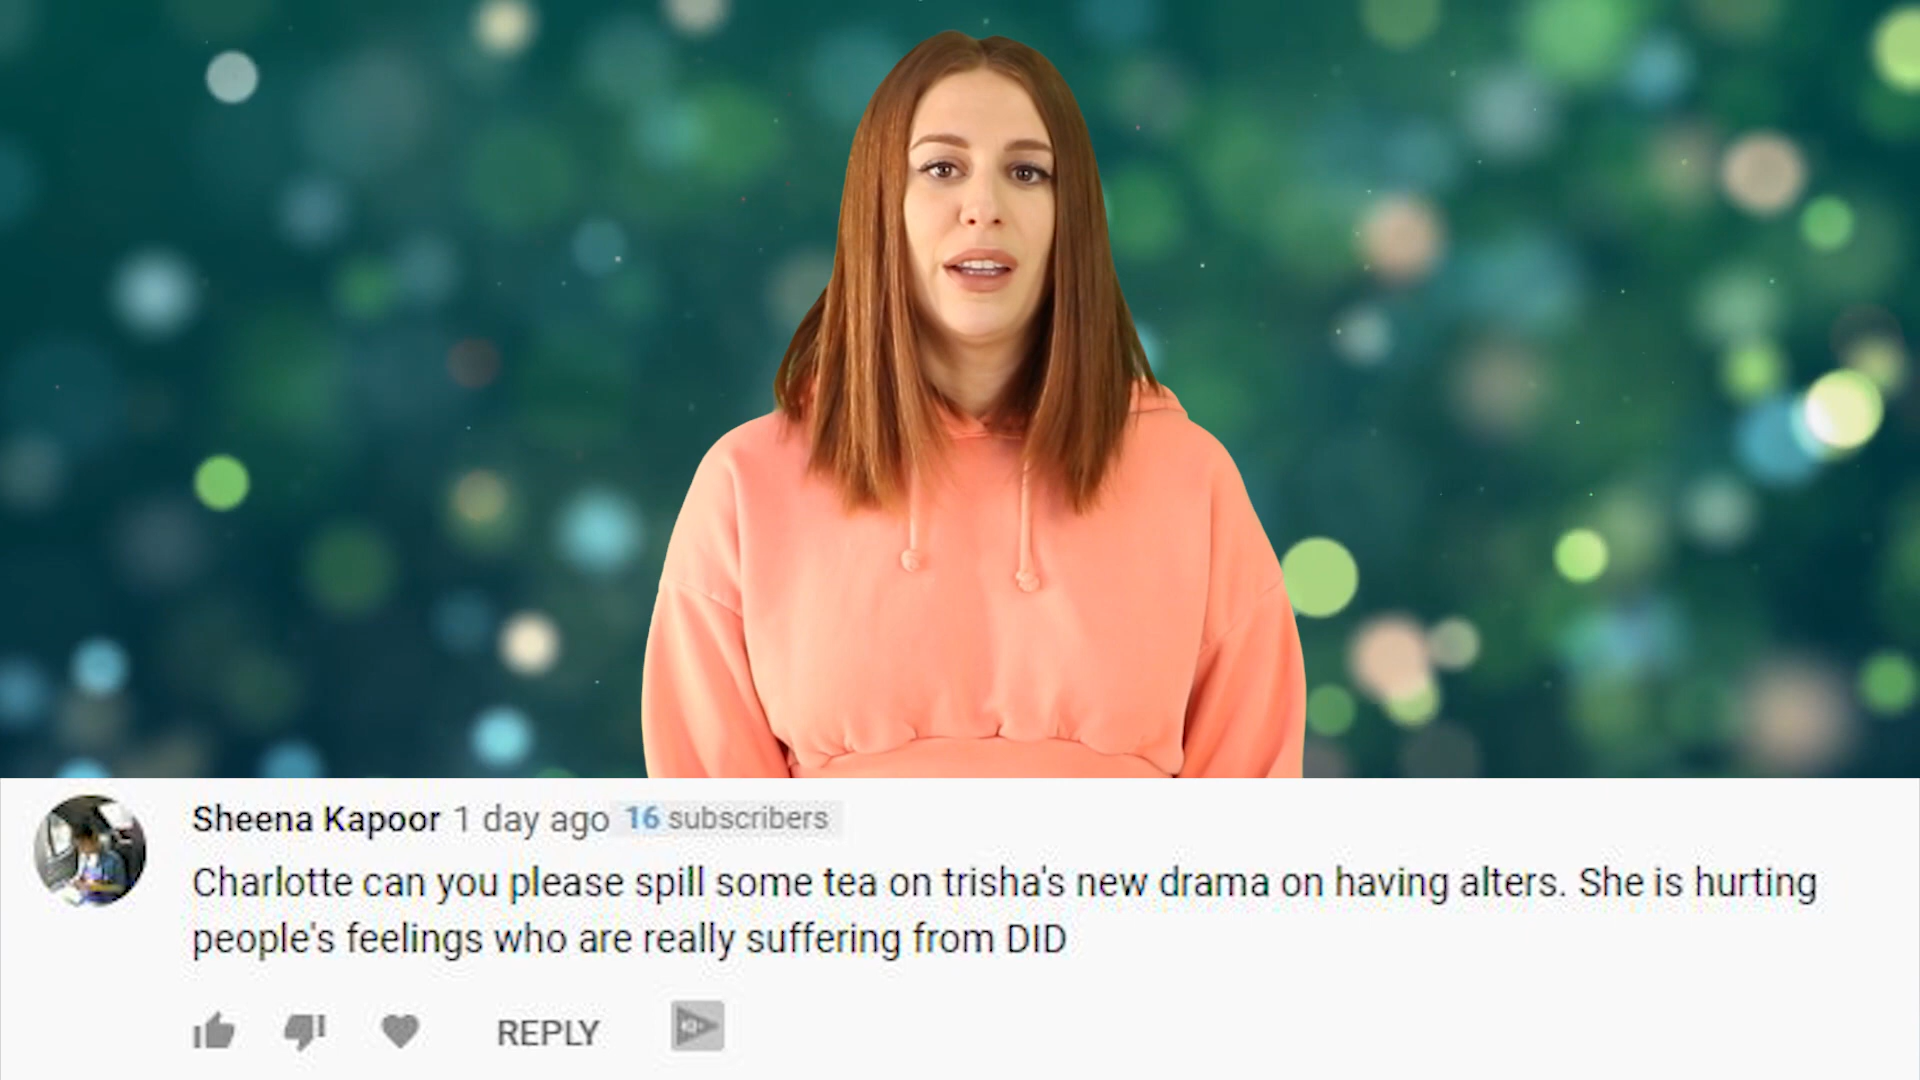 Sheena Kapoor 1 day ago 16 subscribers
Charlotte can you please spill some tea on trisha's new drama on having alters. She is hurting
people's feelings who are really suffering from DID
REPLY